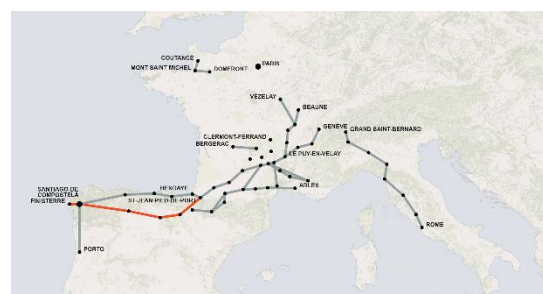 COUTANCE
PARIS
MONT SAINT MICHEL
DOMFRONT
VEZELAY
BEAUNE
GENEVE
GRAND SAINT-BERNARD
CLERMONT-FERRAND
BERGERAC
LE PUY-EN-VELAY
HENDAYE
ARLES
SANTIAGO DE
COMPOSTELA
FINISTERRE
ST-JEAN-PIED-DE-PORT
ROME
PORTO